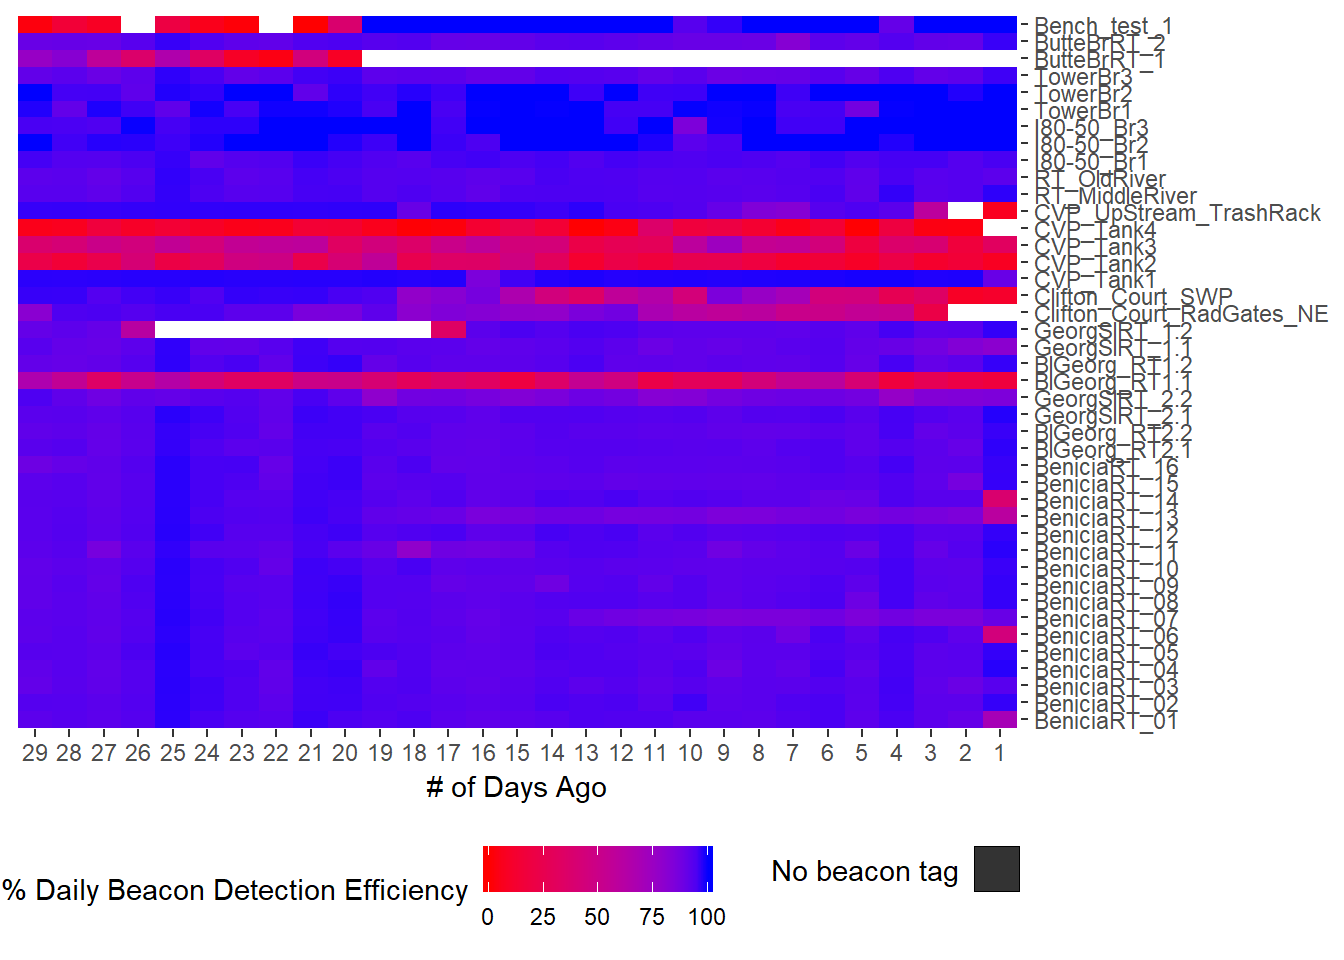 Bench_test_1
ButteBrRT_2
ButteBrRT_1
TowerBr3
TowerBr2
TowerBr1
I80-50_Br3
I80-50_Br2
I80-50_Br1
RT_OldRiver
RT_MiddleRiver
CVP_UpStream_TrashRack
CVP_Tank4
CVP_Tank3
CVP_Tank2
CVP_Tank1
Clifton_Court_SWP
Clifton_Court_RadGates_NE
GeorgSlRT_1.2
GeorgSlRT_1.1
BlGeorg_RT1.2
BlGeorg_RT1.1
GeorgSlRT_2.2
GeorgSlRT_2.1
BlGeorg_RT2.2
BlGeorg_RT2.1
BeniciaRT_16
BeniciaRT_15
BeniciaRT_14
BeniciaRT_13
BeniciaRT_12
BeniciaRT_11
BeniciaRT_10
BeniciaRT_09
BeniciaRT_08
BeniciaRT_07
BeniciaRT_06
BeniciaRT_05
BeniciaRT_04
BeniciaRT_03
BeniciaRT_02
BeniciaRT_01
29 28 27 26 25 24 23 22 21 20 19 18 17 16 15 14 13 12 11 10 9 8 7 6 5 4 3 2 1
# of Days Ago
% Daily Beacon Detection Efficiency
0 25 50 75 100
No beacon tag